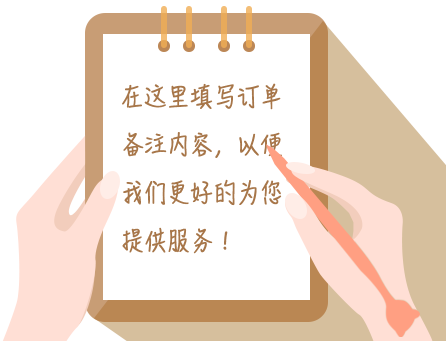 在这里填写订单
备注内容，以便
我们更好的为您
提供服务！